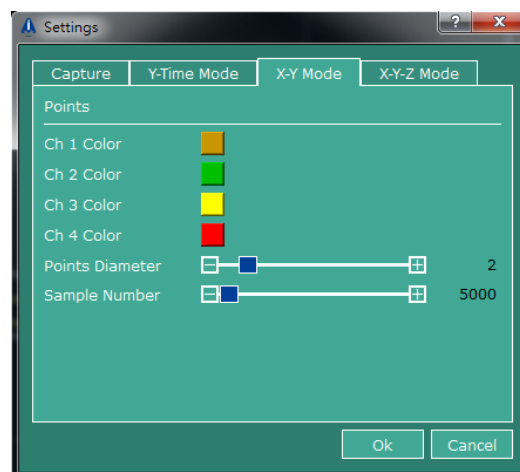 Settings
? X
Capture Y-Time Mode X-Y Mode X-Y-Z Mode
Points
Ch 1 Color
Ch 2 Color
Ch 3 Color
Ch 4 Color
Points Diameter 2
Sample Number 5000
Ok Cancel